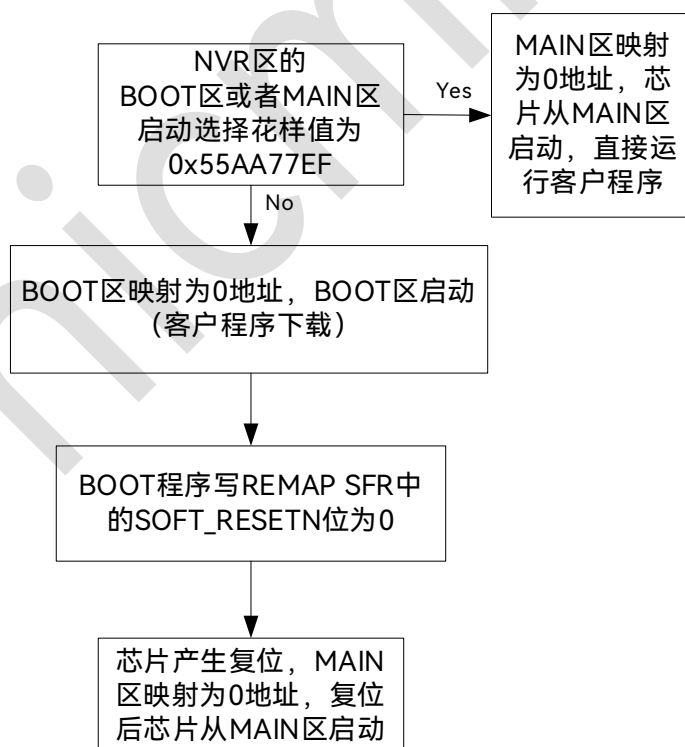 NVR区的
BOOT区或者MAIN区
启动选择花样值为
0x55AA77EF
Yes
MAIN区映射
为0地址，芯
片从MAIN区
启动，直接运
行客户程序
No
BOOT区映射为0地址，BOOT区启动
（客户程序下载）
BOOT程序写REMAP SFR中
的SOFT_RESETN位为0
芯片产生复位，MAIN
区映射为0地址，复位
后芯片从MAIN区启动